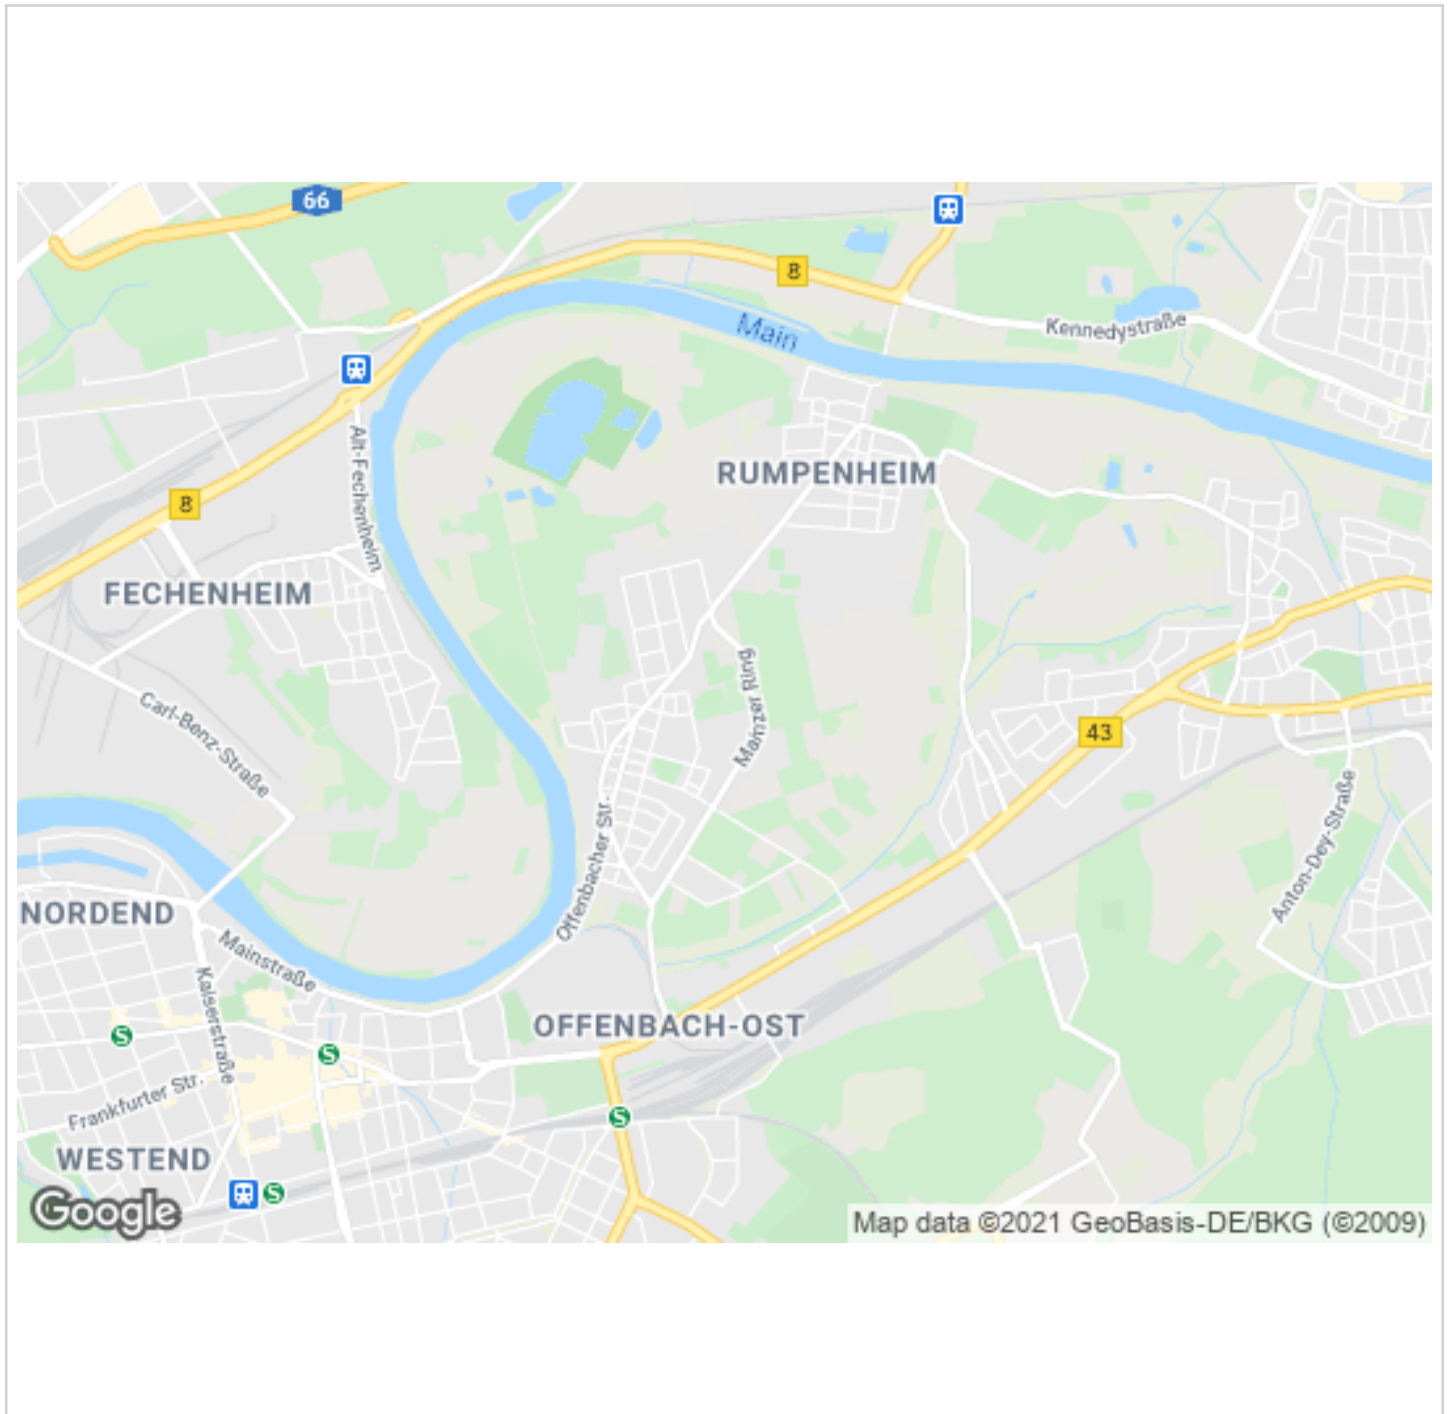 66
8
Main
Kennedystraße
Alt-Fechenheim
RUMPENHEIM
8
FECHENHEIM
Mainzer Ring
Carl-Benz-Straße
43
Offenbacher Str.
Anton-Dey-Straße
NORDEND
Mainstraße
Kaiserstraße
OFFENBACH-OST
S
S
Frankfurter Str.
S
WESTEND
S
Google
Map data ©2021 GeoBasis-DE/BKG (©2009)